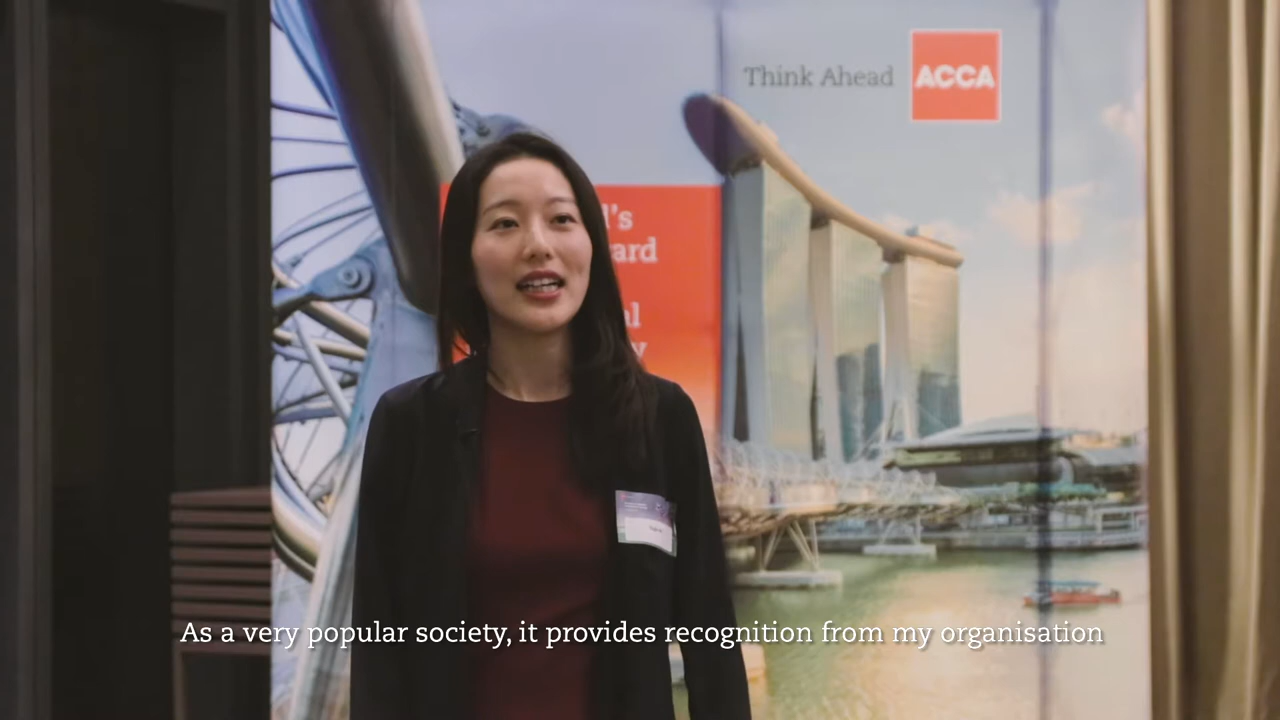 Think Ahead
ACCA
As a very popular society, it provides recognition from my organisation